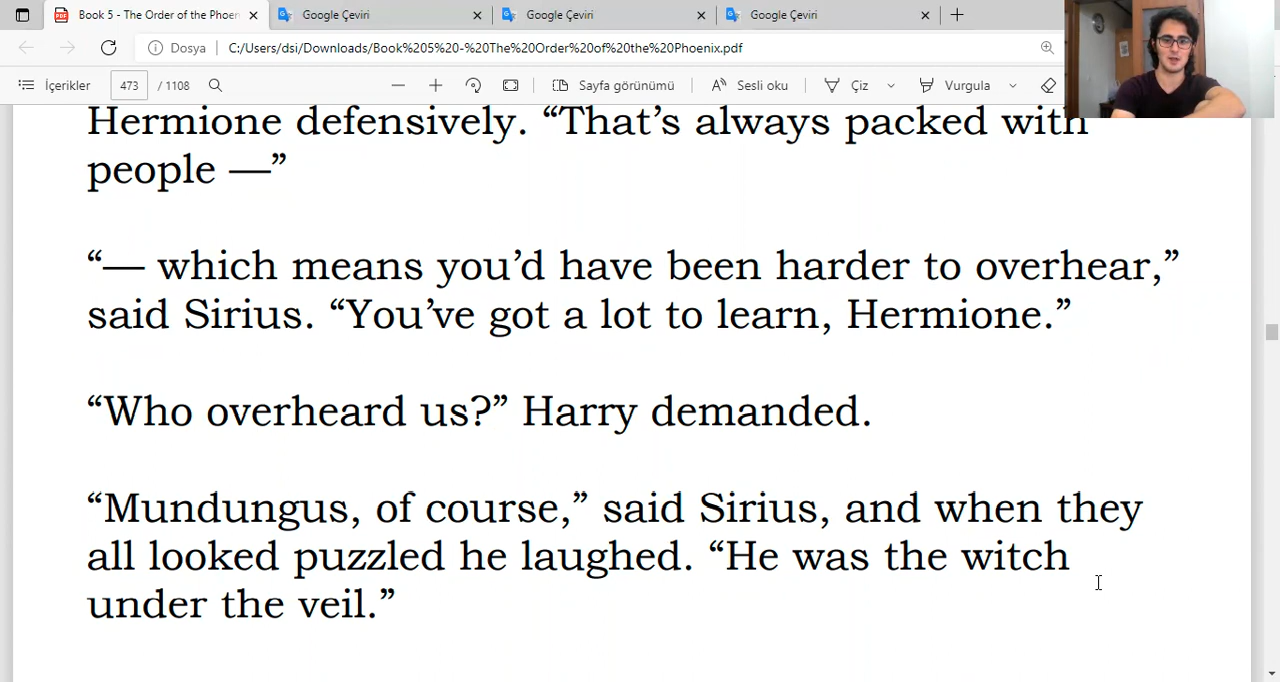 Book 5 - The Order of the Phoen
Google Çeviri
Google Çeviri
Google Çeviri
Dosya
C:/Users/dsi/Downloads/Book%205%20-%20The%20Order%20of%20the%20Phoenix.pdf
İçerikler
473 / 1108
Sayfa görünümü
Sesli oku
Çiz
Vurgula
Hermione defensively. “That’s always packed with
people —”
“— which means you’d have been harder to overhear,”
said Sirius. “You’ve got a lot to learn, Hermione.”
“Who overheard us?” Harry demanded.
“Mundungus, of course,” said Sirius, and when they
all looked puzzled he laughed. “He was the witch
under the veil.”